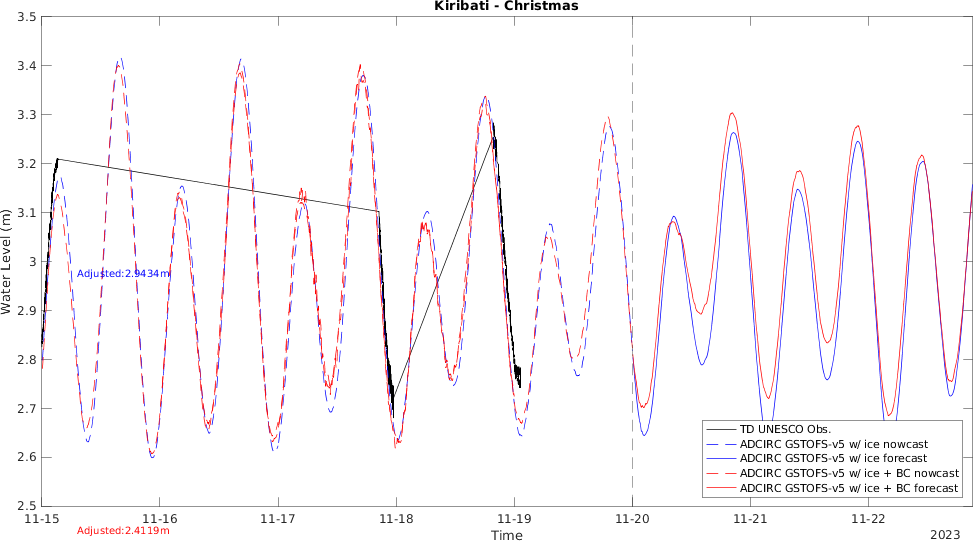 Kiribati - Christmas
3.5
3.4
3.3
3.2
3.1
3
2.9
2.8
2.7
2.6
2.5
Water Level (m)
Adjusted:2.9434m
TD UNESCO Obs.
ADCIRC GSTOFS-v5 w/ ice nowcast
ADCIRC GSTOFS-v5 w/ ice forecast
ADCIRC GSTOFS-v5 w/ ice + BC nowcast
ADCIRC GSTOFS-v5 w/ ice + BC forecast
11-15 11-16 11-17 11-18 11-19 11-20 11-21 11-22
Adjusted:2.4119m
Time
2023